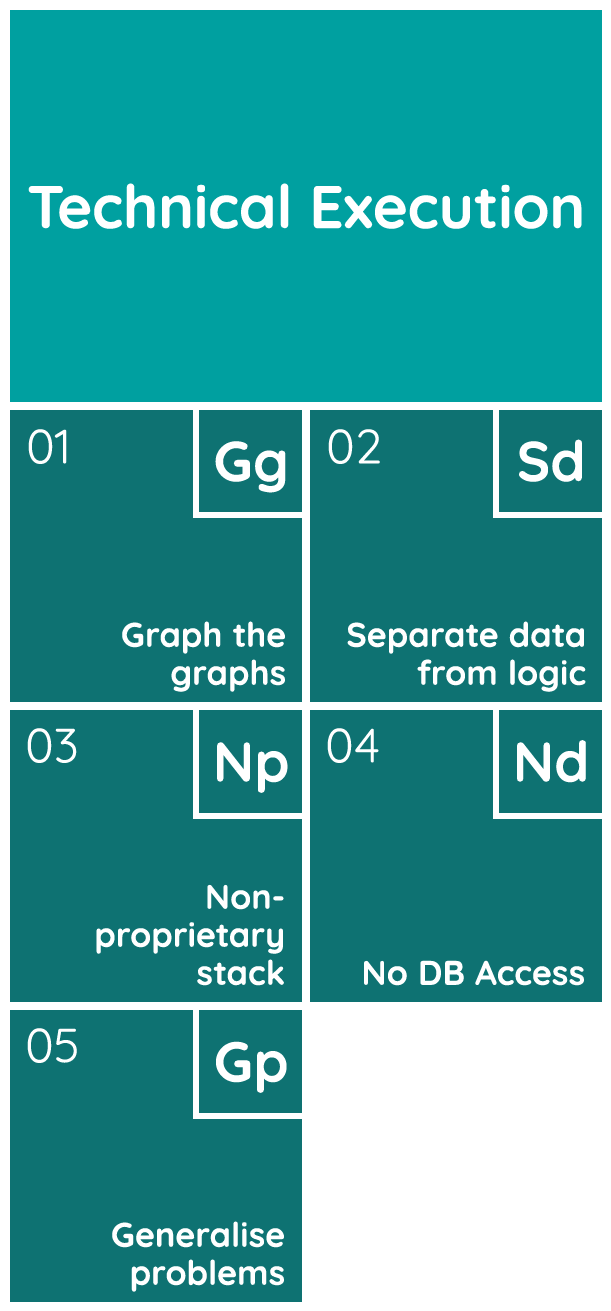 Technical Execution
01
Gg
Graph the
graphs
02
Sd
Separate data
from logic
03
Np
Non-
proprietary
stack
04
Nd
No DB Access
05
Gp
Generalise
problems